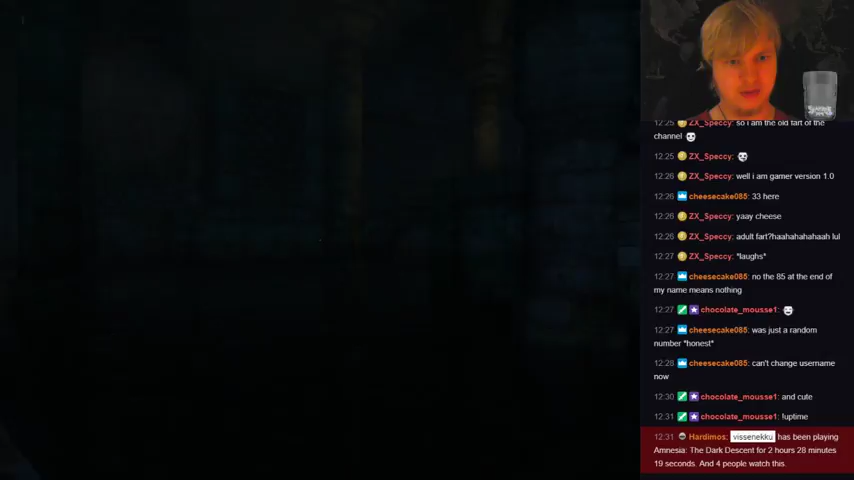 12:25 ZX_Speccy: so i am the old fart of the
channel
12:25 ZX_Speccy:
12:26 ZX_Speccy: well i am gamer version 1.0
12:26 cheesecake085: 33 here
12:26 ZX_Speccy: yaay cheese
12:26 ZX_Speccy: adult fart?haahahahahaah lul
12:27 ZX_Speccy: *laughs*
12:27 cheesecake085: no the 85 at the end of
my name means nothing
12:27 chocolate_mousse1:
12:27 cheesecake085: was just a random
number *honest*
12:28 cheesecake085: can't change username
now
12:30 chocolate_mousse1: and cute
12:31 chocolate_mousse1: !uptime
12:31 Hardimos: vissenekku has been playing
Amnesia: The Dark Descent for 2 hours 28 minutes
19 seconds. And 4 people watch this.